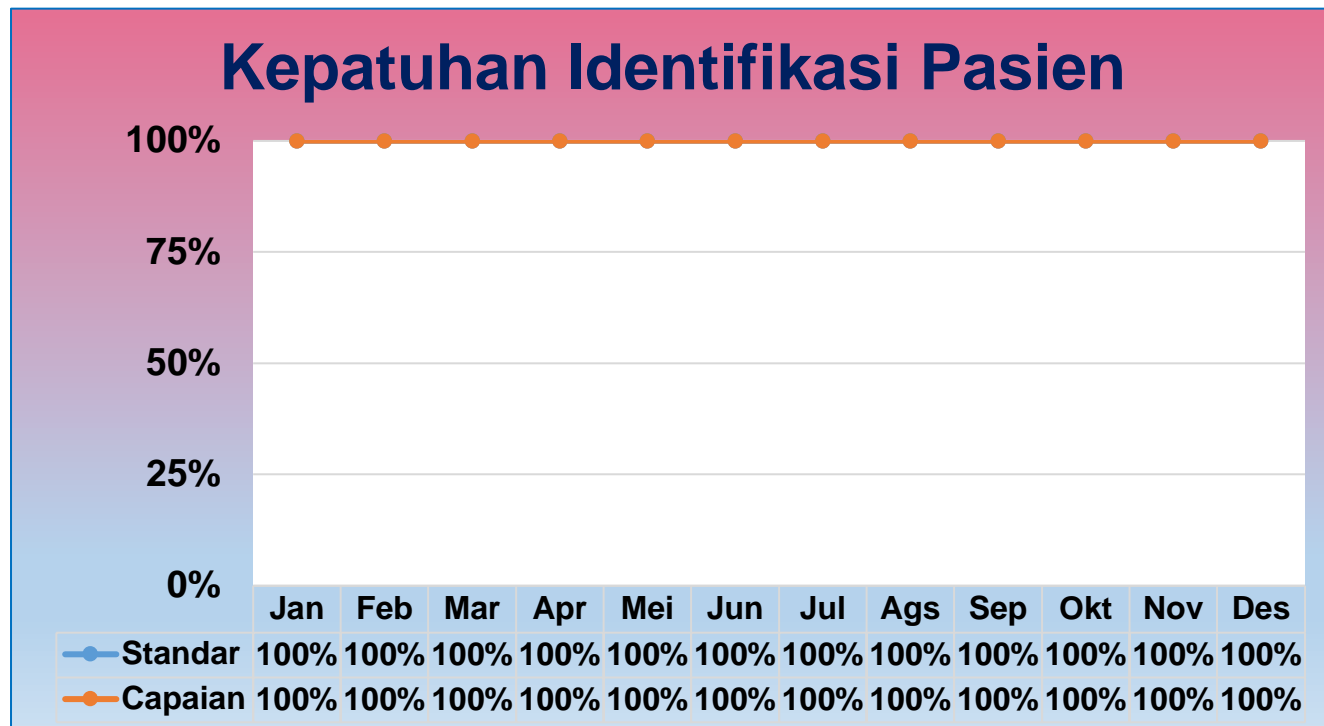 Kepatuhan Identifikasi Pasien
100%
75%
50%
25%
0%
Jan Feb Mar Apr Mei Jun Jul Ags Sep Okt Nov Des
Standar 100% 100% 100% 100% 100% 100% 100% 100% 100% 100% 100% 100%
Capaian 100% 100% 100% 100% 100% 100% 100% 100% 100% 100% 100% 100%